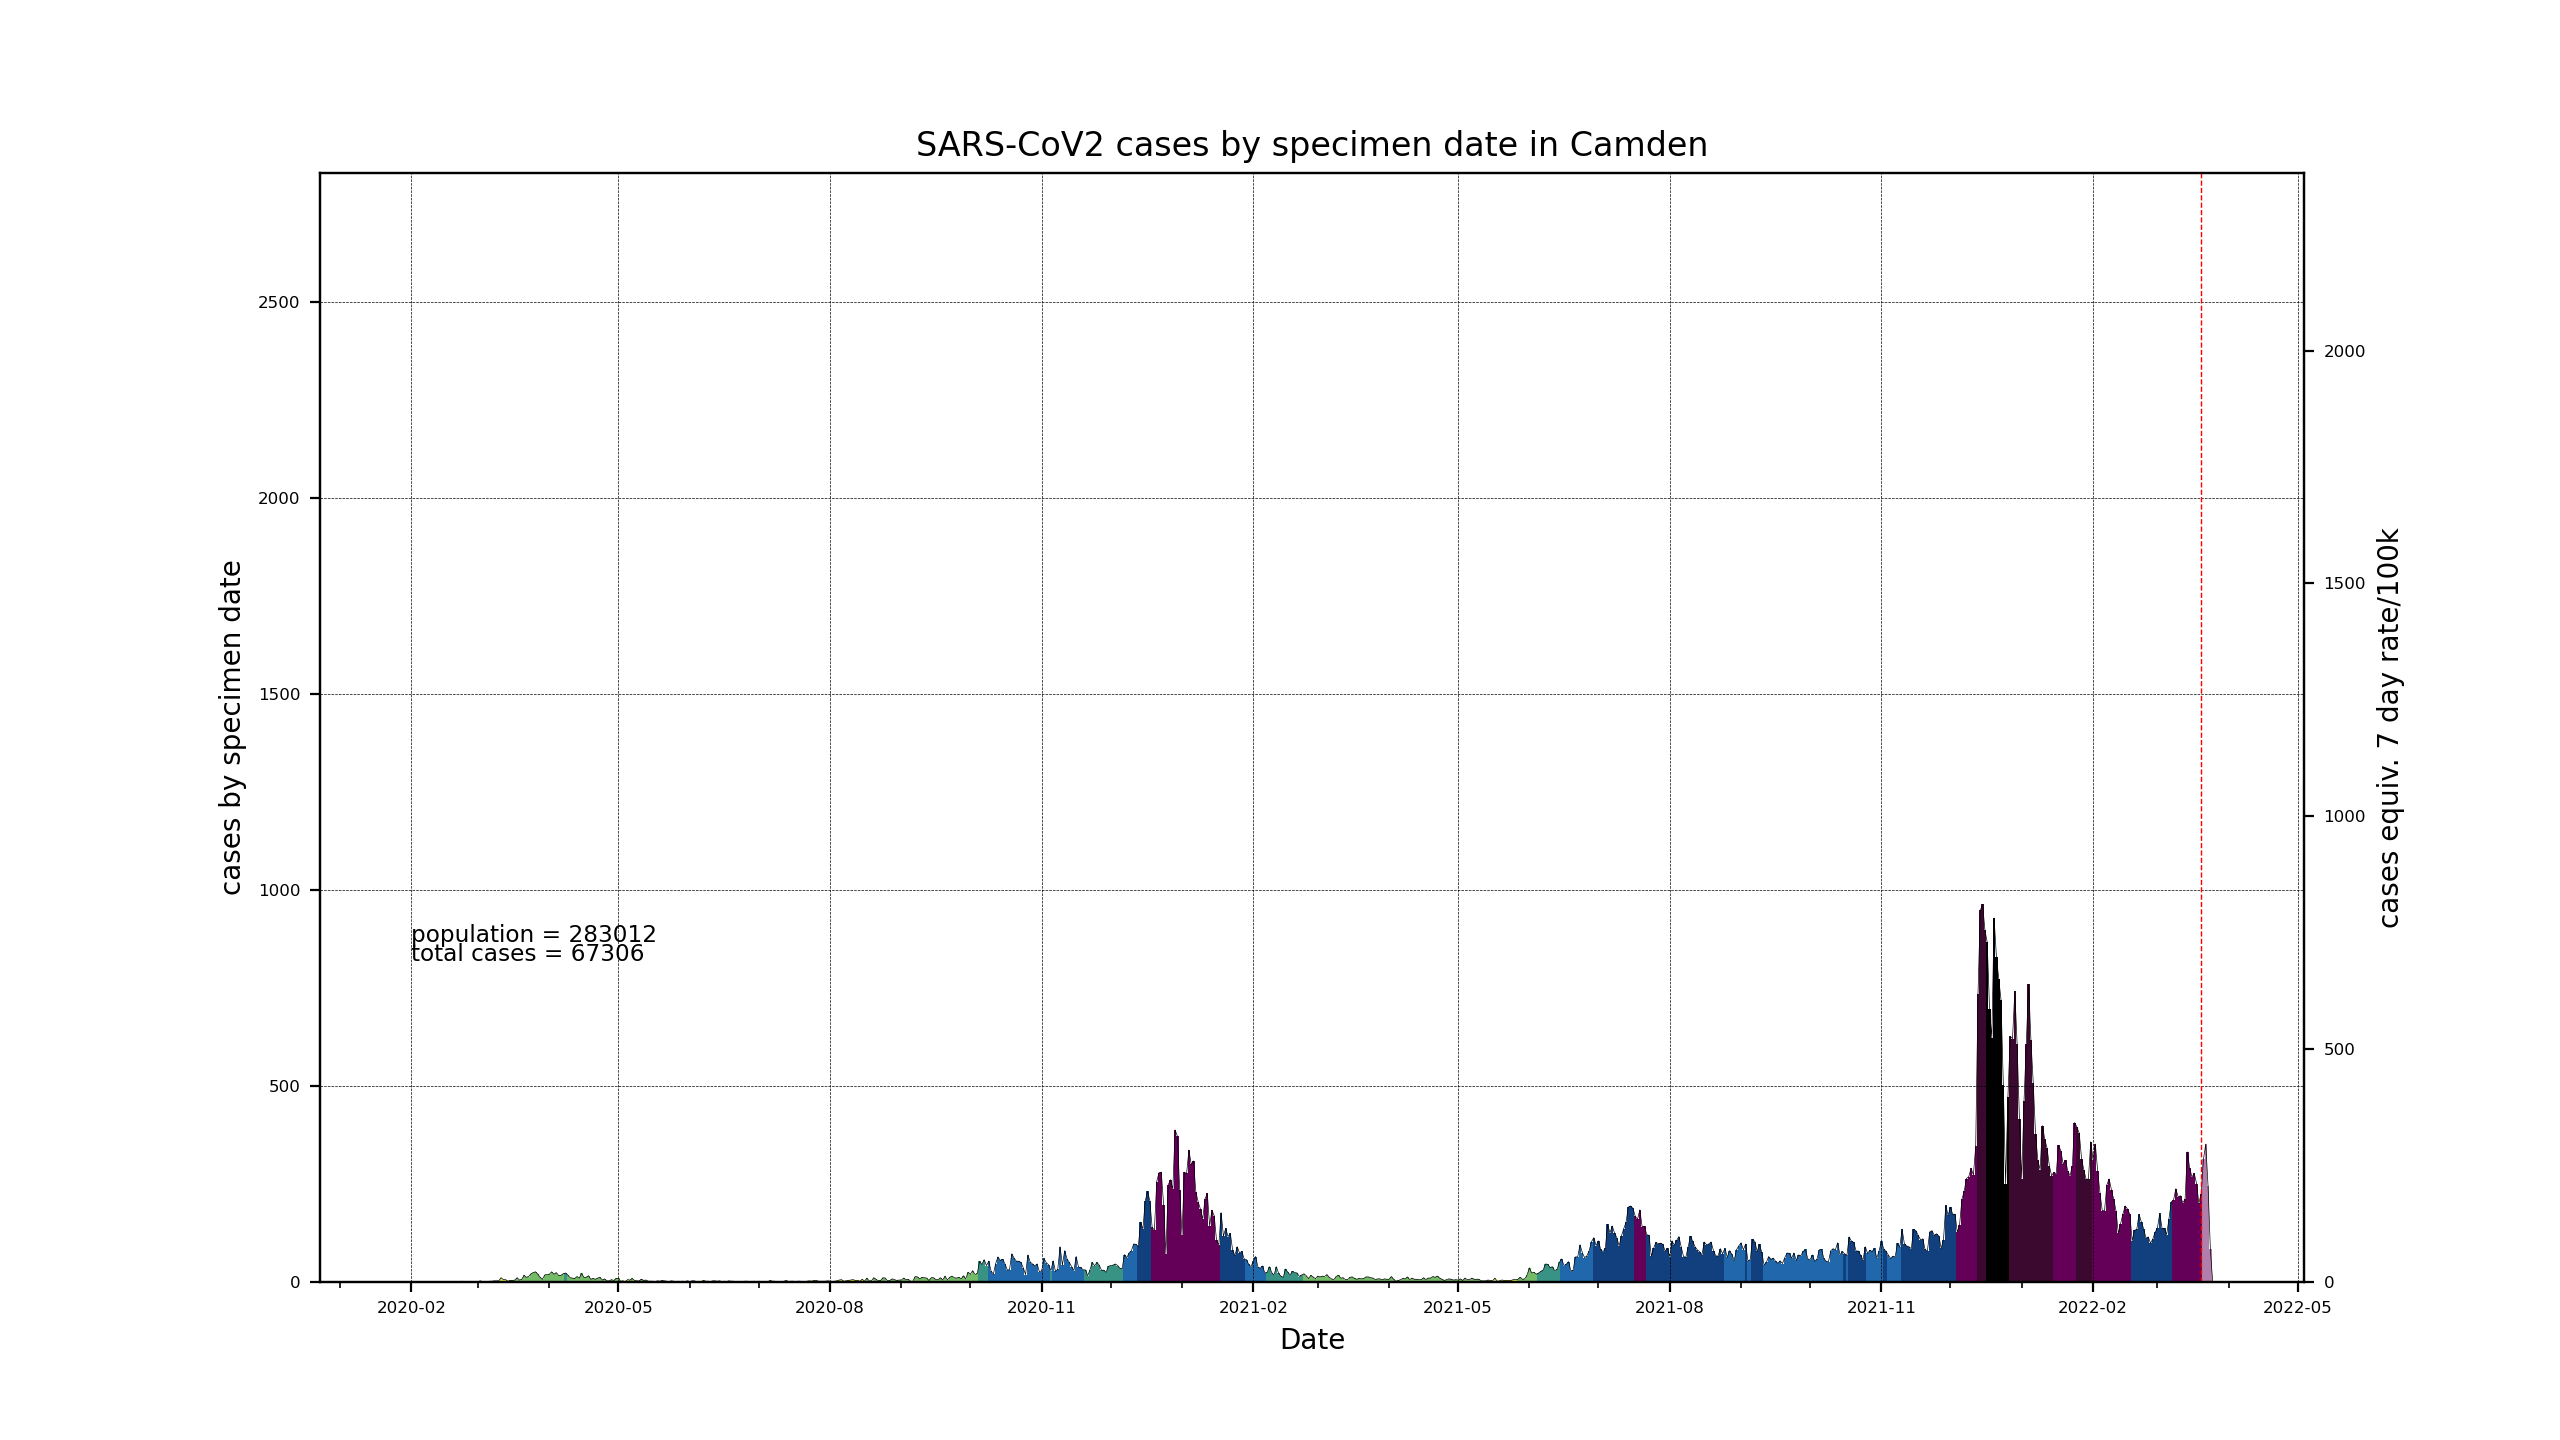 SARS-CoV2 cases by specimen date in Camden
cases by specimen date
2500
2000
1500
1000
500
0
population = 283012
total cases = 67306
2000
1500
1000
500
0
cases equiv. 7 day rate/100k
2020-02 2020-05 2020-08 2020-11 2021-02 2021-05 2021-08 2021-11 2022-02 2022-05
Date